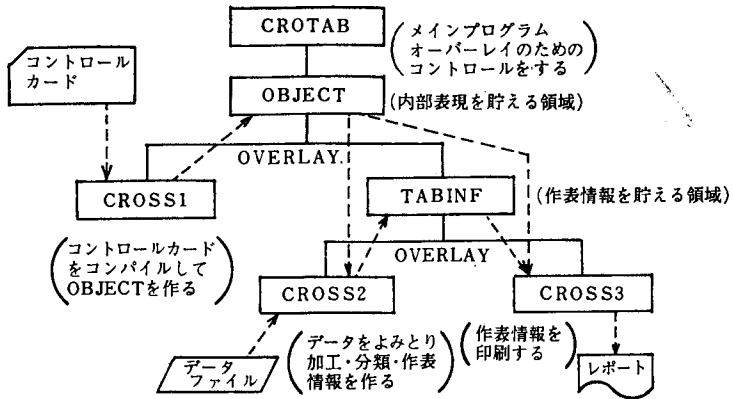 CROTAB
(メインプログラム
オーバーレイのための
コントロールをする)
コントロール
カード
OBJECT
(内部表現を貯える領域)
OVERLAY.
CROSS1
TABINF
(作表情報を貯える領域)
(コントロールカード
をコンパイルして
OBJECTを作る)
OVERLAY
CROSS2
CROSS3
データ
ファイル
(データをよみとり
加工・分類・作表
情報を作る)
(作表情報を
印刷する)
レポート